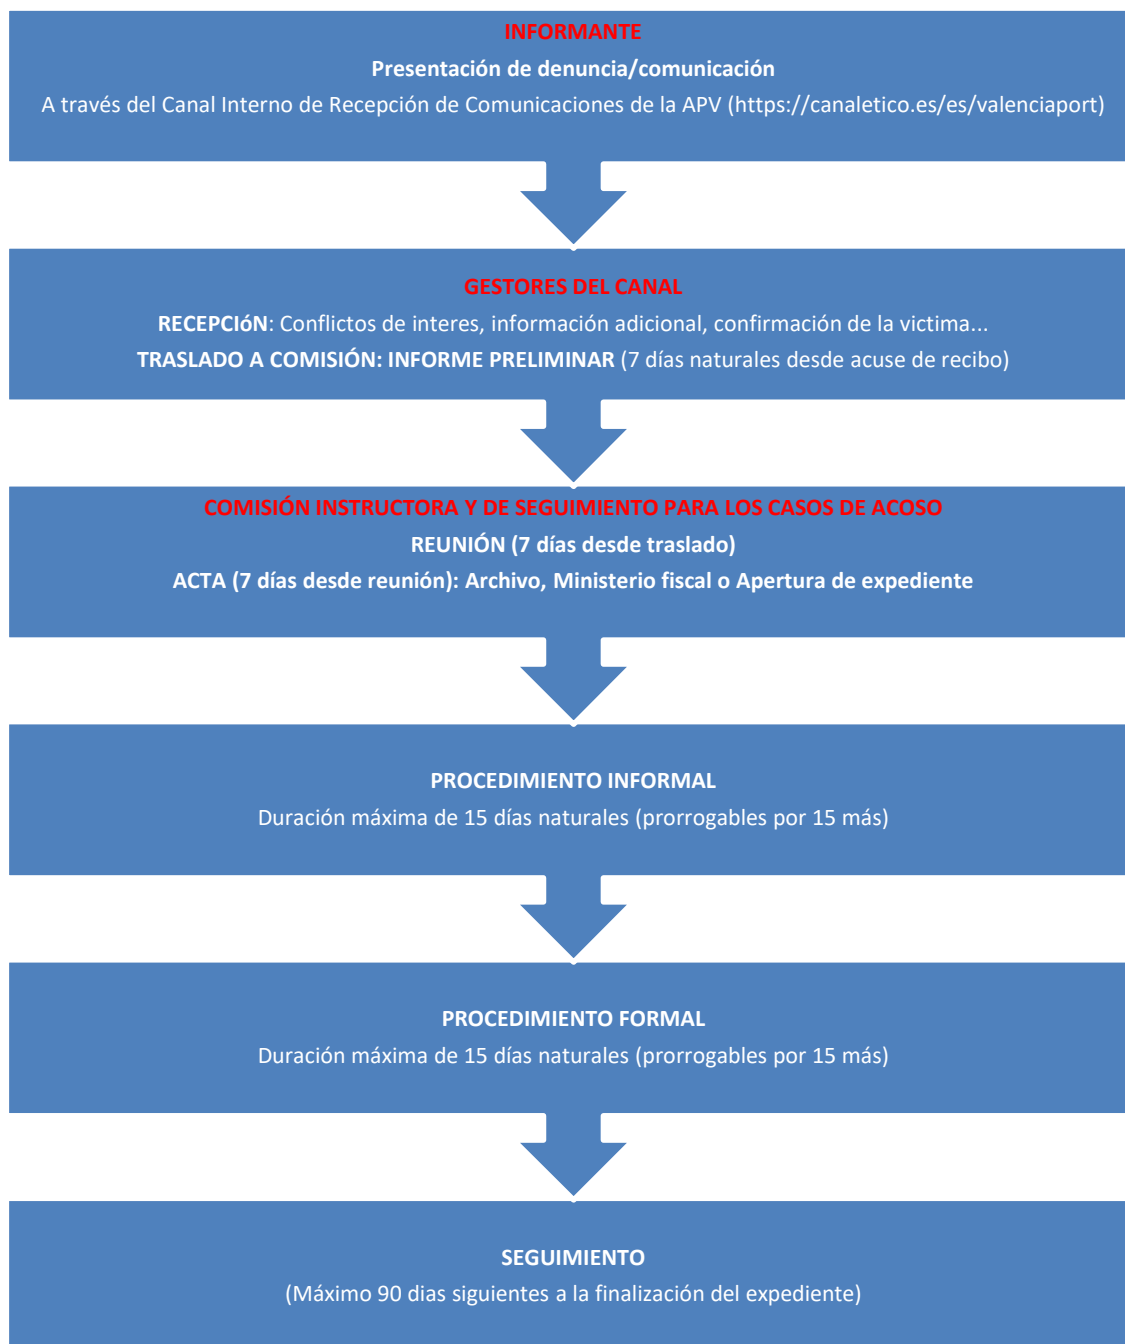 INFORMANTE
Presentación de denuncia/comunicación
A través del Canal Interno de Recepción de Comunicaciones de la APV (https://canaletico.es/es/valenciaport)
GESTORES DEL CANAL
RECEPCIóN: Conflictos de interes, información adicional, confirmación de la victima...
TRASLADO A COMISIÓN: INFORME PRELIMINAR (7 días naturales desde acuse de recibo)
COMISIÓN INSTRUCTORA Y DE SEGUIMIENTO PARA LOS CASOS DE ACOSO
REUNIÓN (7 días desde traslado)
ACTA (7 días desde reunión): Archivo, Ministerio fiscal o Apertura de expediente
PROCEDIMIENTO INFORMAL
Duración máxima de 15 días naturales (prorrogables por 15 más)
PROCEDIMIENTO FORMAL
Duración máxima de 15 días naturales (prorrogables por 15 más)
SEGUIMIENTO
(Máximo 90 dias siguientes a la finalización del expediente)